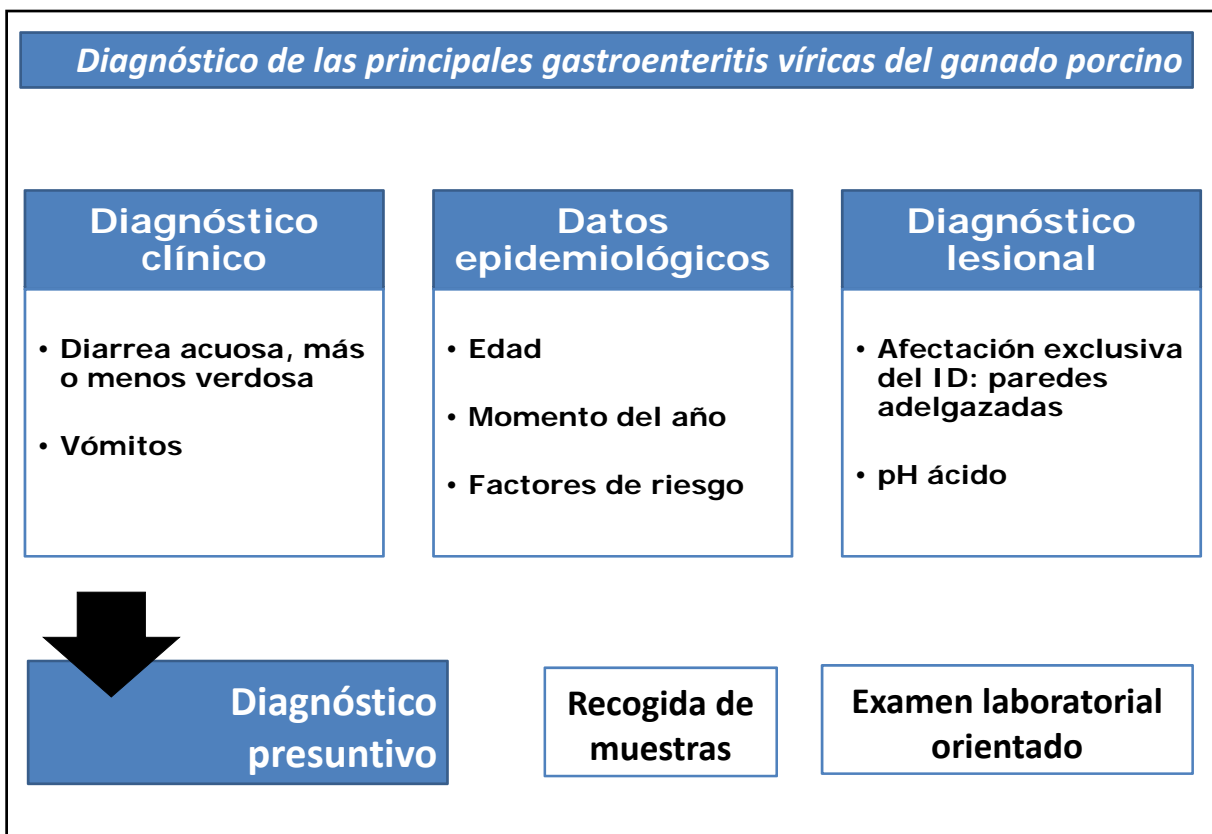 Diagnóstico de las principales gastroenteritis víricas del ganado porcino
Diagnóstico
clínico
• Diarrea acuosa, más
o menos verdosa
• Vómitos
Datos
epidemiológicos
• Edad
• Momento del año
• Factores de riesgo
Diagnóstico
lesional
• Afectación exclusiva
del ID: paredes
adelgazadas
• pH ácido
Diagnóstico
presuntivo
Recogida de
muestras
Examen laboratorial
orientado